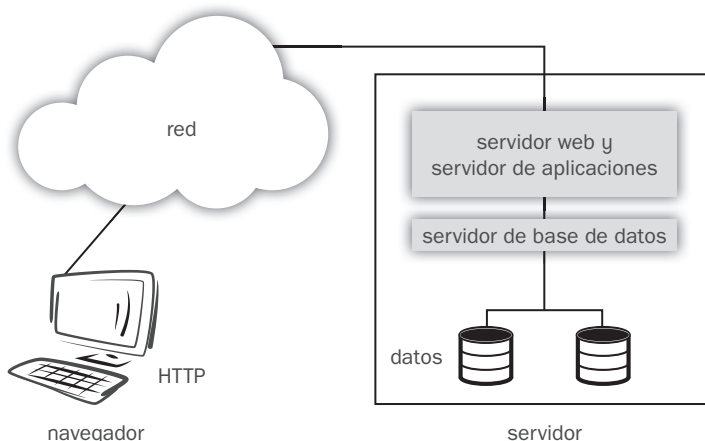 red
servidor web y
servidor de aplicaciones
servidor de base de datos
datos
HTTP
navegador
servidor